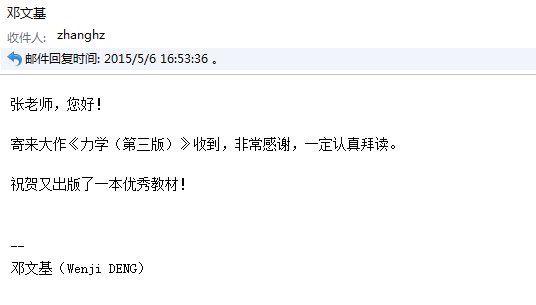 邓文基
收件人: zhanghz
邮件回复时间: 2015/5/6 16:53:36 。
张老师，您好！
寄来大作《力学（第三版）》收到，非常感谢，一定认真拜读。
祝贺又出版了一本优秀教材！
--
邓文基（Wenji DENG）